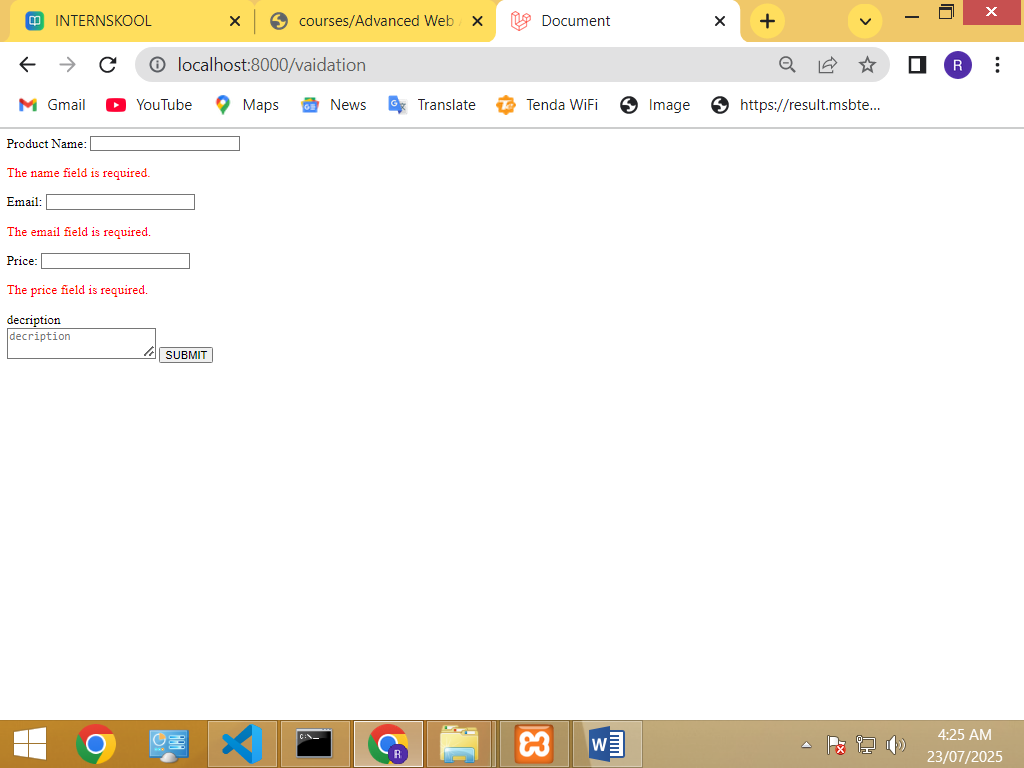 INTERNSKOOL
courses/Advanced Web
Document
localhost:8000/vaidation
R
Gmail
YouTube
Maps
News
Translate
Tenda WiFi
Image
https://result.msbte...
Product Name:
The name field is required.
Email:
The email field is required.
Price:
The price field is required.
decription
decription
SUBMIT
4:25 AM
23/07/2025